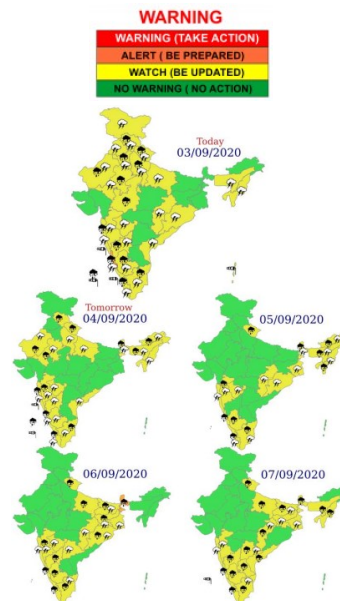 WARNING
WARNING (TAKE ACTION)
ALERT ( BE PREPARED)
WATCH (BE UPDATED)
NO WARNING ( NO ACTION)
Today
03/09/2020
Tomorrow
04/09/2020
05/09/2020
06/09/2020
07/09/2020